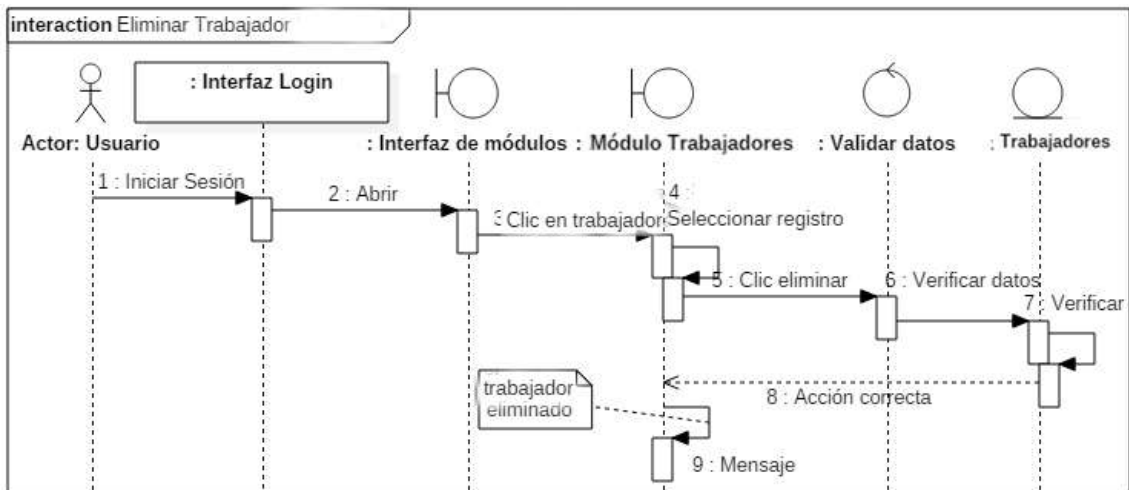 interaction Eliminar Trabajador
: Interfaz Login
Actor: Usuario
: Interfaz de módulos
: Módulo Trabajadores
: Validar datos
: Trabajadores
1 : Iniciar Sesión
2 : Abrir
3 Clic en trabajador
4 :
Seleccionar registro
5 : Clic eliminar
6 : Verificar datos
7 : Verificar
8 : Acción correcta
trabajador
eliminado
9 : Mensaje